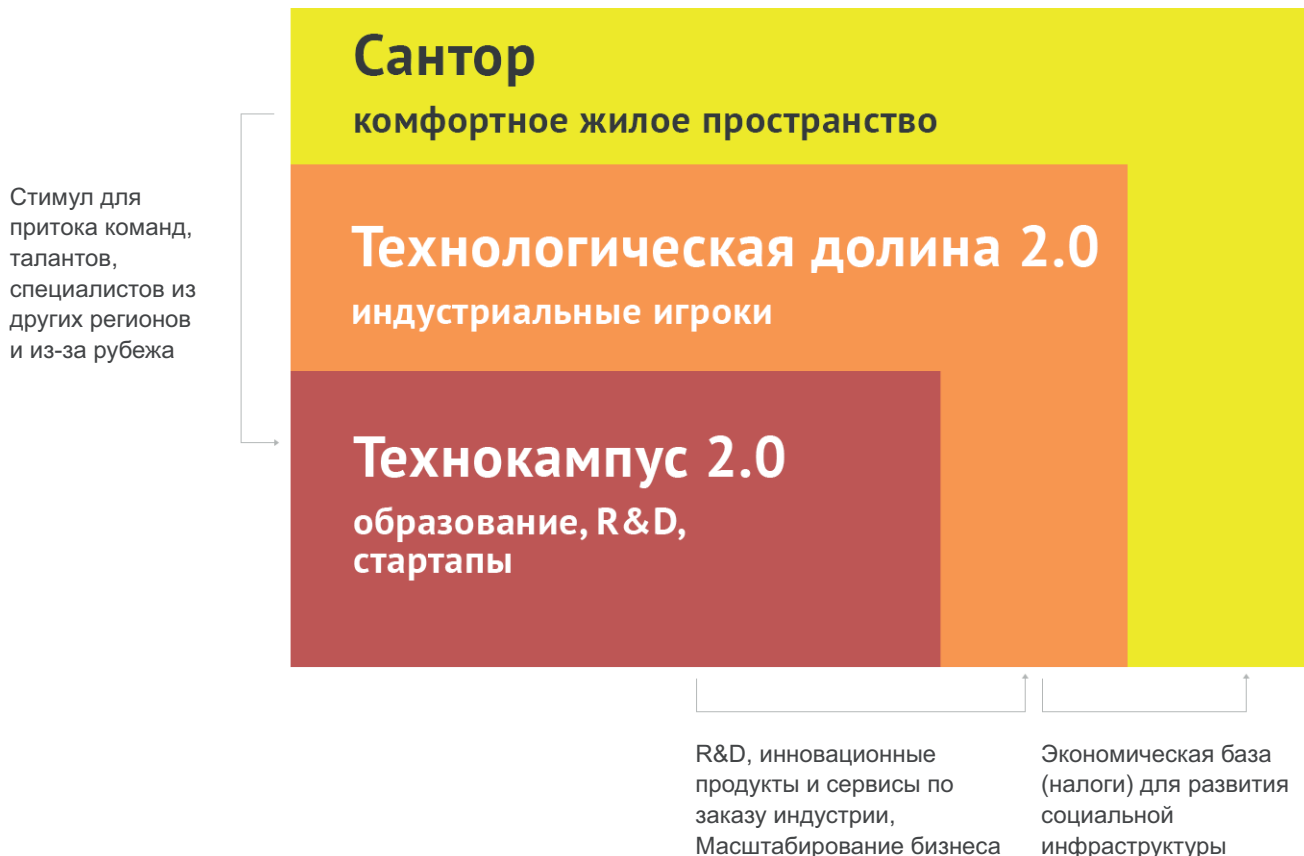 Сантор
комфортное жилое пространство
Стимул для
притока команд,
талантов,
специалистов из
других регионов
и из-за рубежа
Технологическая долина 2.0
индустриальные игроки
Технокампус 2.0
образование, R&D,
стартапы
R&D, инновационные
продукты и сервисы по
заказу индустрии,
Масштабирование бизнеса
Экономическая база
(налоги) для развития
социальной
инфраструктуры